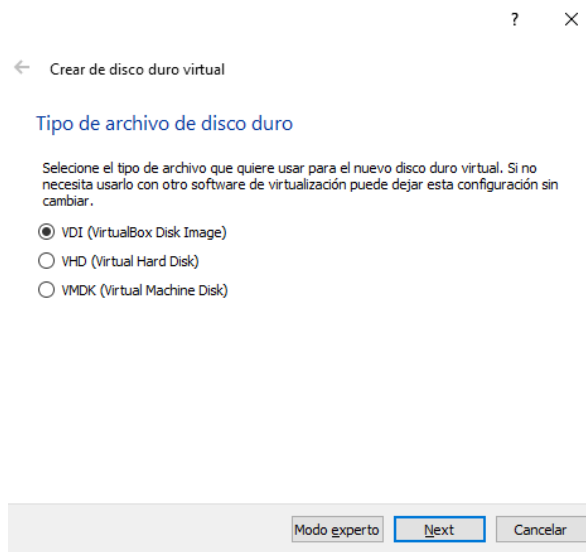 ?
Crear de disco duro virtual
Tipo de archivo de disco duro
Selecione el tipo de archivo que quiere usar para el nuevo disco duro virtual. Si no
necesita usarlo con otro software de virtualización puede dejar esta configuración sin
cambiar.
VDI (VirtualBox Disk Image)
VHD (Virtual Hard Disk)
VMDK (Virtual Machine Disk)
Modo experto Next Cancelar